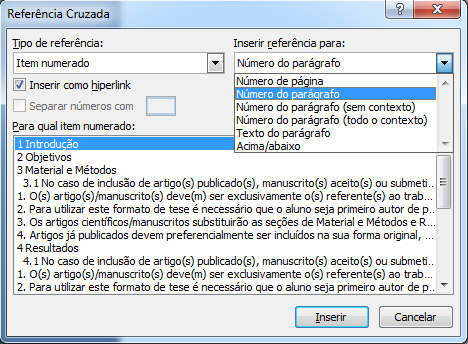 Referência Cruzada
Tipo de referência:
Inserir referência para:
Item numerado
Número do parágrafo
Inserir como hiperlink
Separar números com
Número de página
Número do parágrafo
Número do parágrafo (sem contexto)
Número do parágrafo (todo o contexto)
Texto do parágrafo
Acima/abaixo
Para qual item numerado:
1 Introdução
2 Objetivos
3 Material e Métodos
3.1 No caso de inclusão de artigo(s) publicado(s), manuscrito(s) aceito(s) ou submeti...
1. O(s) artigo(s)/manuscrito(s) deve(m) ser exclusivamente o(s) referente(s) ao trab...
2. Para utilizar este formato de tese é necessário que o aluno seja primeiro autor de p...
3. Os artigos científicos/manuscritos substituirão as seções de Material e Métodos e R...
4. Artigos já publicados devem preferencialmente ser incluídos na sua forma original, ...
4 Resultados
4.1 No caso de inclusão de artigo(s) publicado(s), manuscrito(s) aceito(s) ou submeti...
1. O(s) artigo(s)/manuscrito(s) deve(m) ser exclusivamente o(s) referente(s) ao trab...
2. Para utilizar este formato de tese é necessário que o aluno seja primeiro autor de p...
Inserir
Cancelar